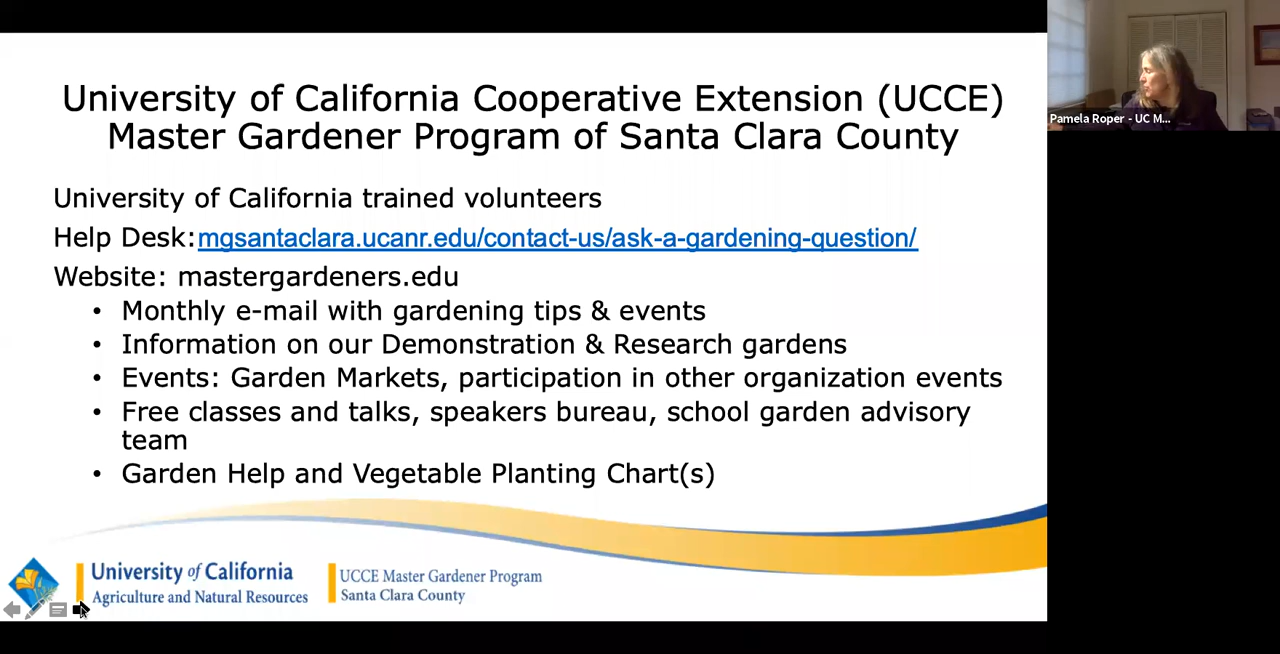 University of California Cooperative Extension (UCCE)
Master Gardener Program of Santa Clara County
University of California trained volunteers
Help Desk:mgsantaclara.ucanr.edu/contact-us/ask-a-gardening-question/
Website: mastergardeners.edu
• Monthly e-mail with gardening tips & events
• Information on our Demonstration & Research gardens
• Events: Garden Markets, participation in other organization events
• Free classes and talks, speakers bureau, school garden advisory
team
• Garden Help and Vegetable Planting Chart(s)
University of California
Agriculture and Natural Resources
UCCE Master Gardener Program
Santa Clara County
Pamela Roper - UC M...